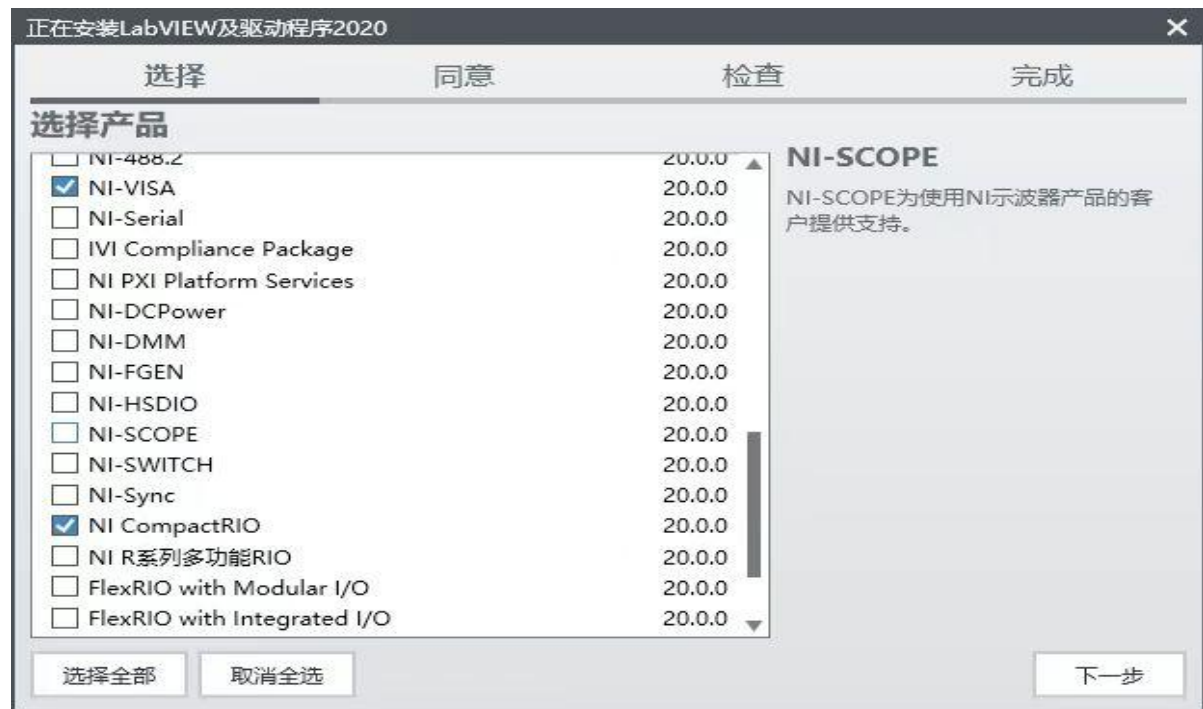 正在安装LabVIEW及驱动程序2020
选择 同意 检查 完成
选择产品
NI-488.2 20.0.0
NI-VISA 20.0.0
NI-Serial 20.0.0
IVI Compliance Package 20.0.0
NI PXI Platform Services 20.0.0
NI-DCPower 20.0.0
NI-DMM 20.0.0
NI-FGEN 20.0.0
NI-HSDIO 20.0.0
NI-SCOPE 20.0.0
NI-SWITCH 20.0.0
NI-Sync 20.0.0
NI CompactRIO 20.0.0
NI R系列多功能RIO 20.0.0
FlexRIO with Modular I/O 20.0.0
FlexRIO with Integrated I/O 20.0.0
NI-SCOPE
NI-SCOPE为使用NI示波器产品的客
户提供支持。
选择全部 取消全选 下一步